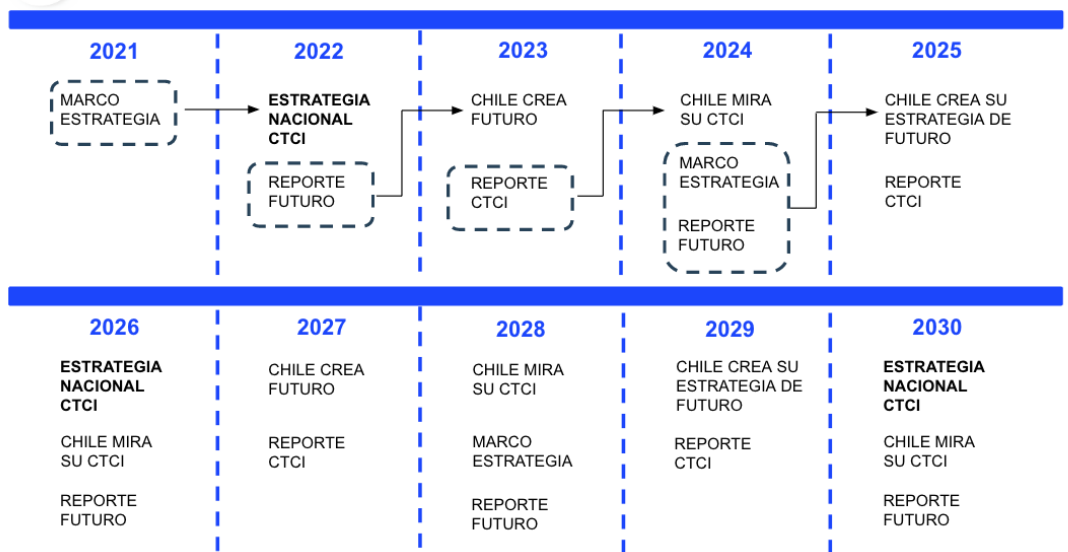 2021
MARCO
ESTRATEGIA
2022
ESTRATEGIA
NACIONAL
CTCI
REPORTE
FUTURO
2023
CHILE CREA
FUTURO
REPORTE
CTCI
2024
CHILE MIRA
SU CTCI
MARCO
ESTRATEGIA
REPORTE
FUTURO
2025
CHILE CREA SU
ESTRATEGIA DE
FUTURO
REPORTE
CTCI
2026
ESTRATEGIA
NACIONAL
CTCI
CHILE MIRA
SU CTCI
REPORTE
FUTURO
2027
CHILE CREA
FUTURO
REPORTE
CTCI
2028
CHILE MIRA
SU CTCI
MARCO
ESTRATEGIA
REPORTE
FUTURO
2029
CHILE CREA SU
ESTRATEGIA DE
FUTURO
REPORTE
CTCI
2030
ESTRATEGIA
NACIONAL
CTCI
CHILE MIRA
SU CTCI
REPORTE
FUTURO